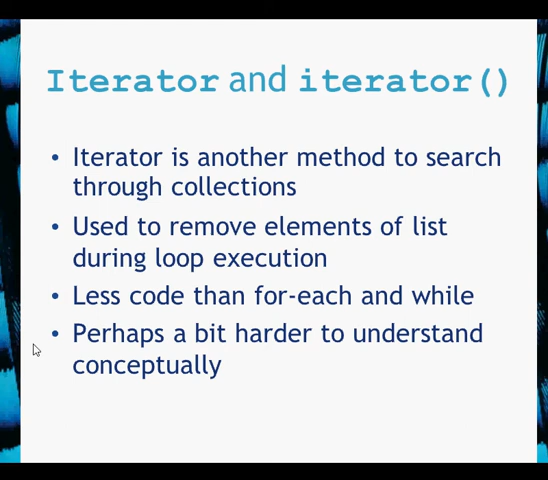 Iterator and iterator()
• Iterator is another method to search
through collections
• Used to remove elements of list
during loop execution
• Less code than for-each and while
• Perhaps a bit harder to understand
conceptually